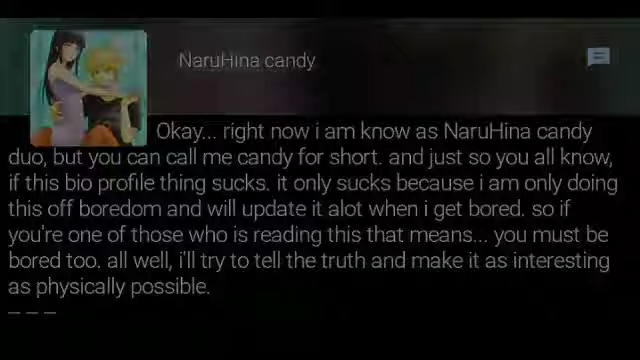 NaruHina candy
Okay... right now i am know as NaruHina candy
duo, but you can call me candy for short. and just so you all know,
if this bio profile thing sucks. it only sucks because i am only doing
this off boredom and will update it alot when i get bored. so if
you're one of those who is reading this that means... you must be
bored too. all well, i'll try to tell the truth and make it as interesting
as physically possible.
_ _ _